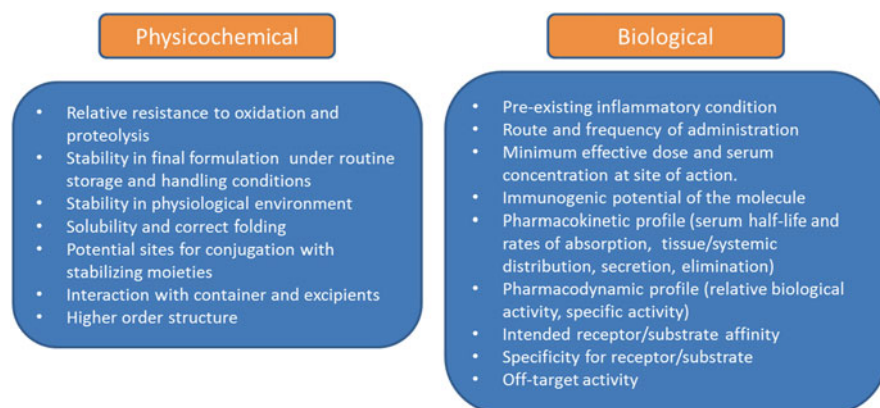 Physicochemical
• Relative resistance to oxidation and
proteolysis
• Stability in final formulation under routine
storage and handling conditions
• Stability in physiological environment
• Solubility and correct folding
• Potential sites for conjugation with
stabilizing moieties
• Interaction with container and excipients
• Higher order structure
Biological
• Pre-existing inflammatory condition
• Route and frequency of administration
• Minimum effective dose and serum
concentration at site of action.
• Immunogenic potential of the molecule
• Pharmacokinetic profile (serum half-life and
rates of absorption, tissue/systemic
distribution, secretion, elimination)
• Pharmacodynamic profile (relative biological
activity, specific activity)
• Intended receptor/substrate affinity
• Specificity for receptor/substrate
• Off-target activity